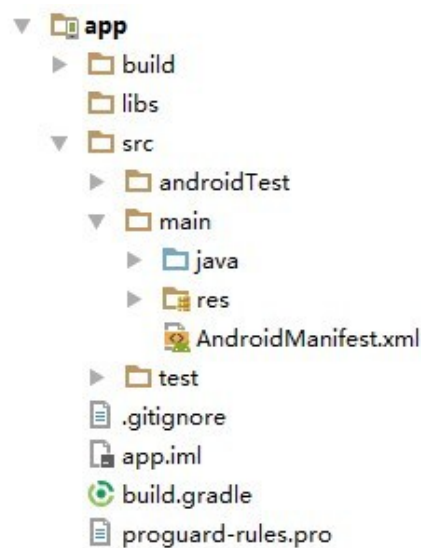 app
build
libs
src
androidTest
main
java
res
AndroidManifest.xml
test
.gitignore
app.iml
build.gradle
proguard-rules.pro